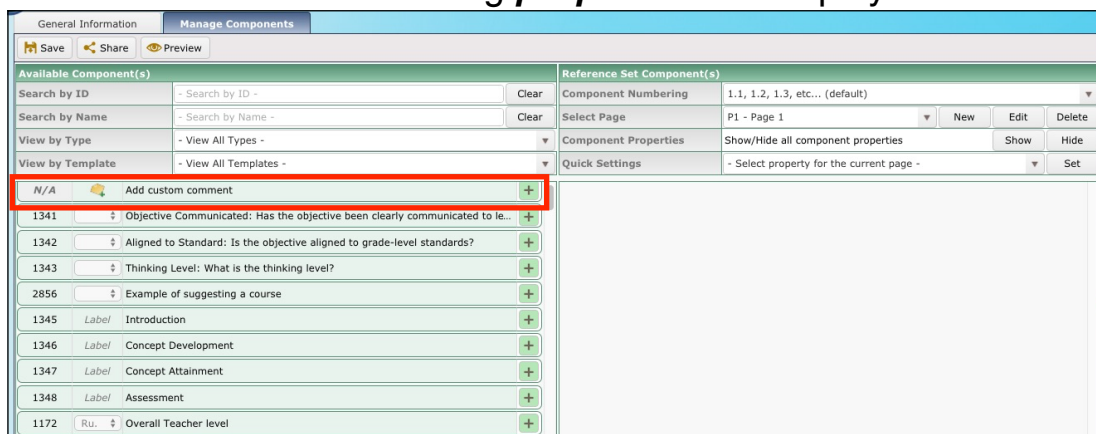 General Information Manage Components
Save Share Preview
Available Component(s) Reference Set Component(s)
Search by ID - Search by ID - Clear Component Numbering 1.1, 1.2, 1.3, etc... (default)
Search by Name - Search by Name - Clear Select Page P1 - Page 1 New Edit Delete
View by Type - View All Types - Component Properties Show/Hide all component properties Show Hide
View by Template - View All Templates - Quick Settings - Select property for the current page - Set
N/A Add custom comment +
1341 Objective Communicated: Has the objective been clearly communicated to le... +
1342 Aligned to Standard: Is the objective aligned to grade-level standards? +
1343 Thinking Level: What is the thinking level? +
2856 Example of suggesting a course +
1345 Label Introduction +
1346 Label Concept Development +
1347 Label Concept Attainment +
1348 Label Assessment +
1172 Ru. Overall Teacher level +